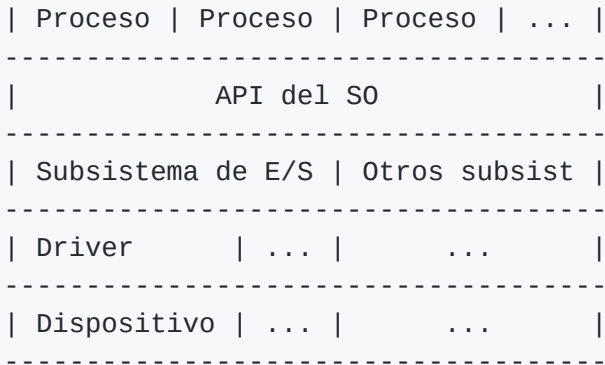 | Proceso | Proceso | Proceso | ... |
-------------------------------------
|            API del SO             |
-------------------------------------
| Subsistema de E/S | Otros subsist |
-------------------------------------
| Driver      | ... |      ...      |
-------------------------------------
| Dispositivo | ... |      ...      |
-------------------------------------